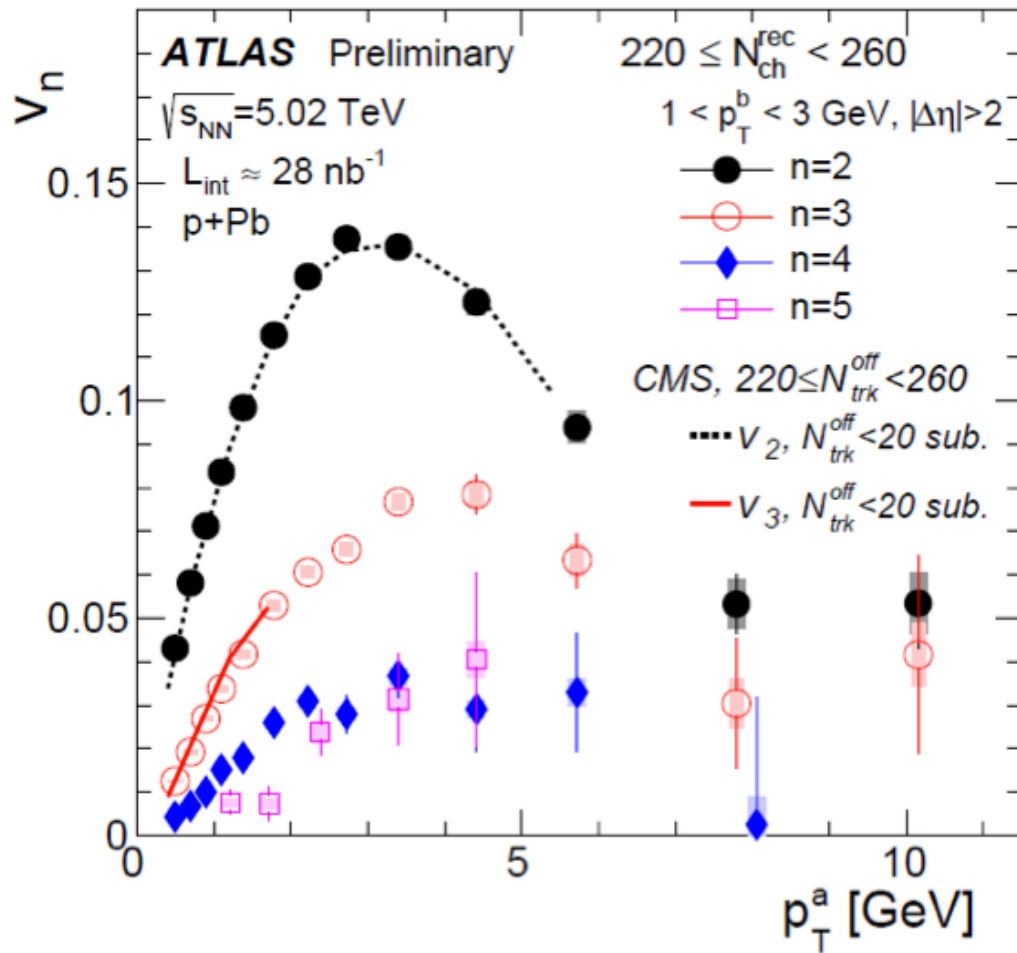 ATLAS Preliminary
220 ≤ N_ch^rec < 260
√s_NN=5.02 TeV
1 < p_T^b < 3 GeV, |Δη|>2
L_int ≈ 28 nb⁻¹
p+Pb
n=2
n=3
n=4
n=5
CMS, 220≤N_trk^off<260
v_2, N_trk^off<20 sub.
v_3, N_trk^off<20 sub.
v_n
0.15
0.1
0.05
0
0 5 10
p_T^a [GeV]